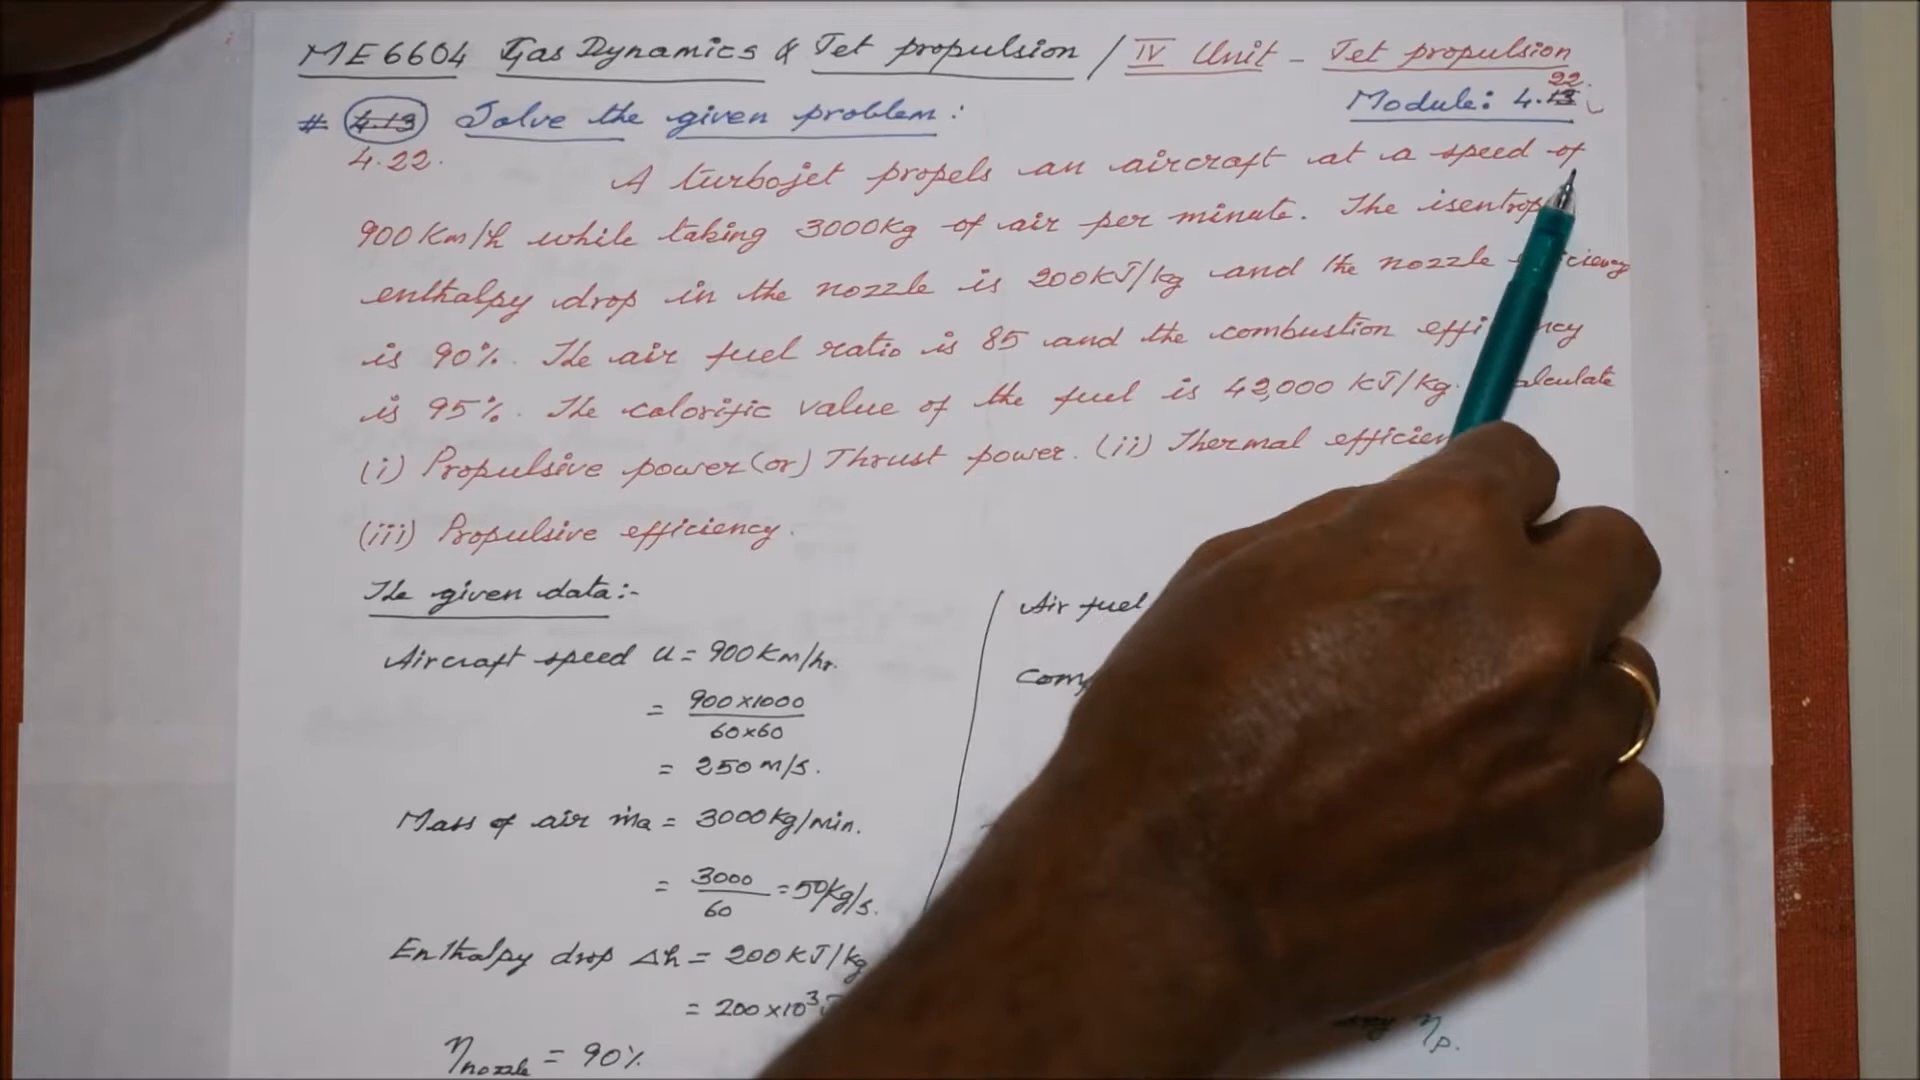 ME6604 Gas Dynamics & Jet propulsion / IV Unit - Jet propulsion
22.
# 4.13 Solve the given problem: Module: 4.13
4.22. A turbojet propels an aircraft at a speed of
900 Km/h while taking 3000Kg of air per minute. The
enthalpy drop in the nozzle is 200KJ/kg and the nozzle
is 90%. The air fuel ratio is 85 and the combustion
is 95%. The calorific value of the fuel is 42,000 KJ/kg.
(i) Propulsive power (or) Thrust power. (ii) Thermal
(iii) Propulsive efficiency.
The given data:-
Air fuel
Aircraft speed u = 900 Km/hr.
= 900x1000
60x60
= 250 m/s.
Mass of air ṁa = 3000 kg/min.
= 3000 = 50kg/s.
60
Enthalpy drop Δh = 200 KJ/kg
= 200 x 10³
ηnozzle = 90%
ηp.